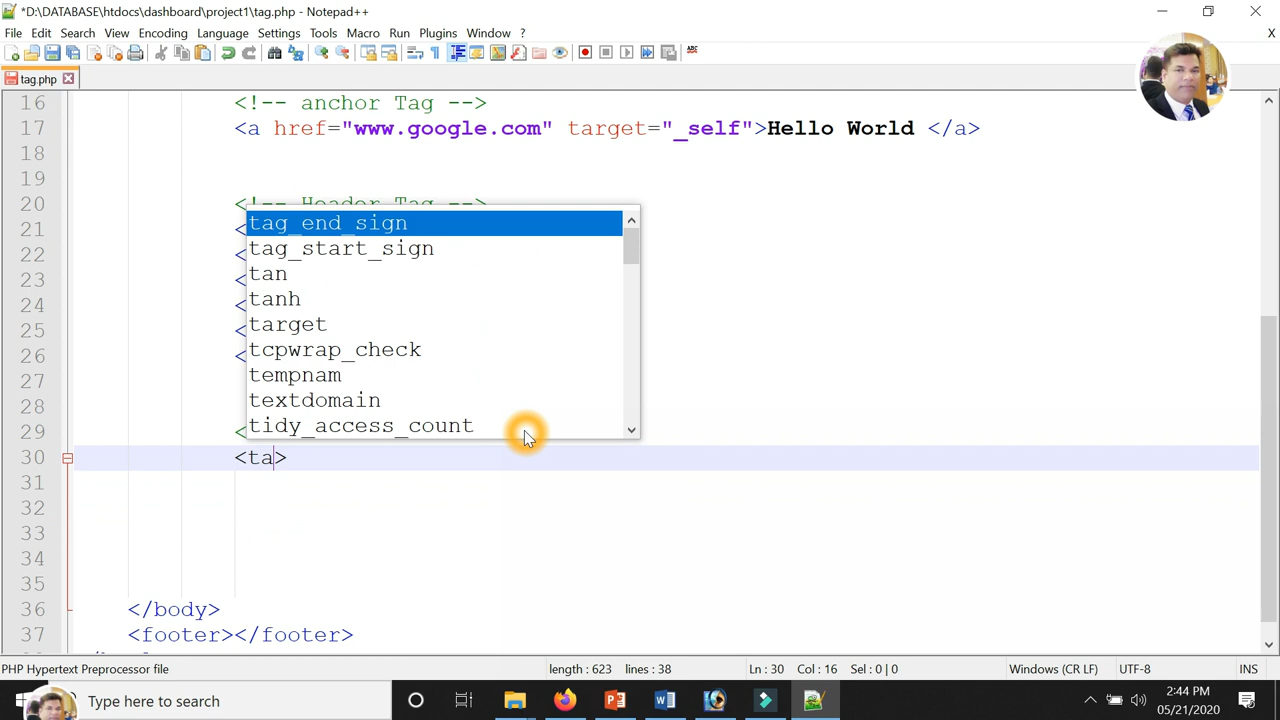 *D:\DATABASE\htdocs\dashboard\project1\tag.php - Notepad++
File Edit Search View Encoding Language Settings Tools Macro Run Plugins Window ? X
tag.php
16 <!-- anchor Tag -->
17 <a href="www.google.com" target="_self">Hello World </a>
18
19
20 <!-- Header Tag -->
21 <
22 <
23 <
24 <
25 <
26 <
27
28
29 <
tag_end_sign
tag_start_sign
tan
tanh
target
tcpwrap_check
tempnam
textdomain
tidy_access_count
30 <ta>
31
32
33
34
35
36 </body>
37 <footer></footer>
PHP Hypertext Preprocessor file length : 623 lines : 38 Ln : 30 Col : 16 Sel : 0 | 0 Windows (CR LF) UTF-8 INS
Type here to search
2:44 PM
05/21/2020